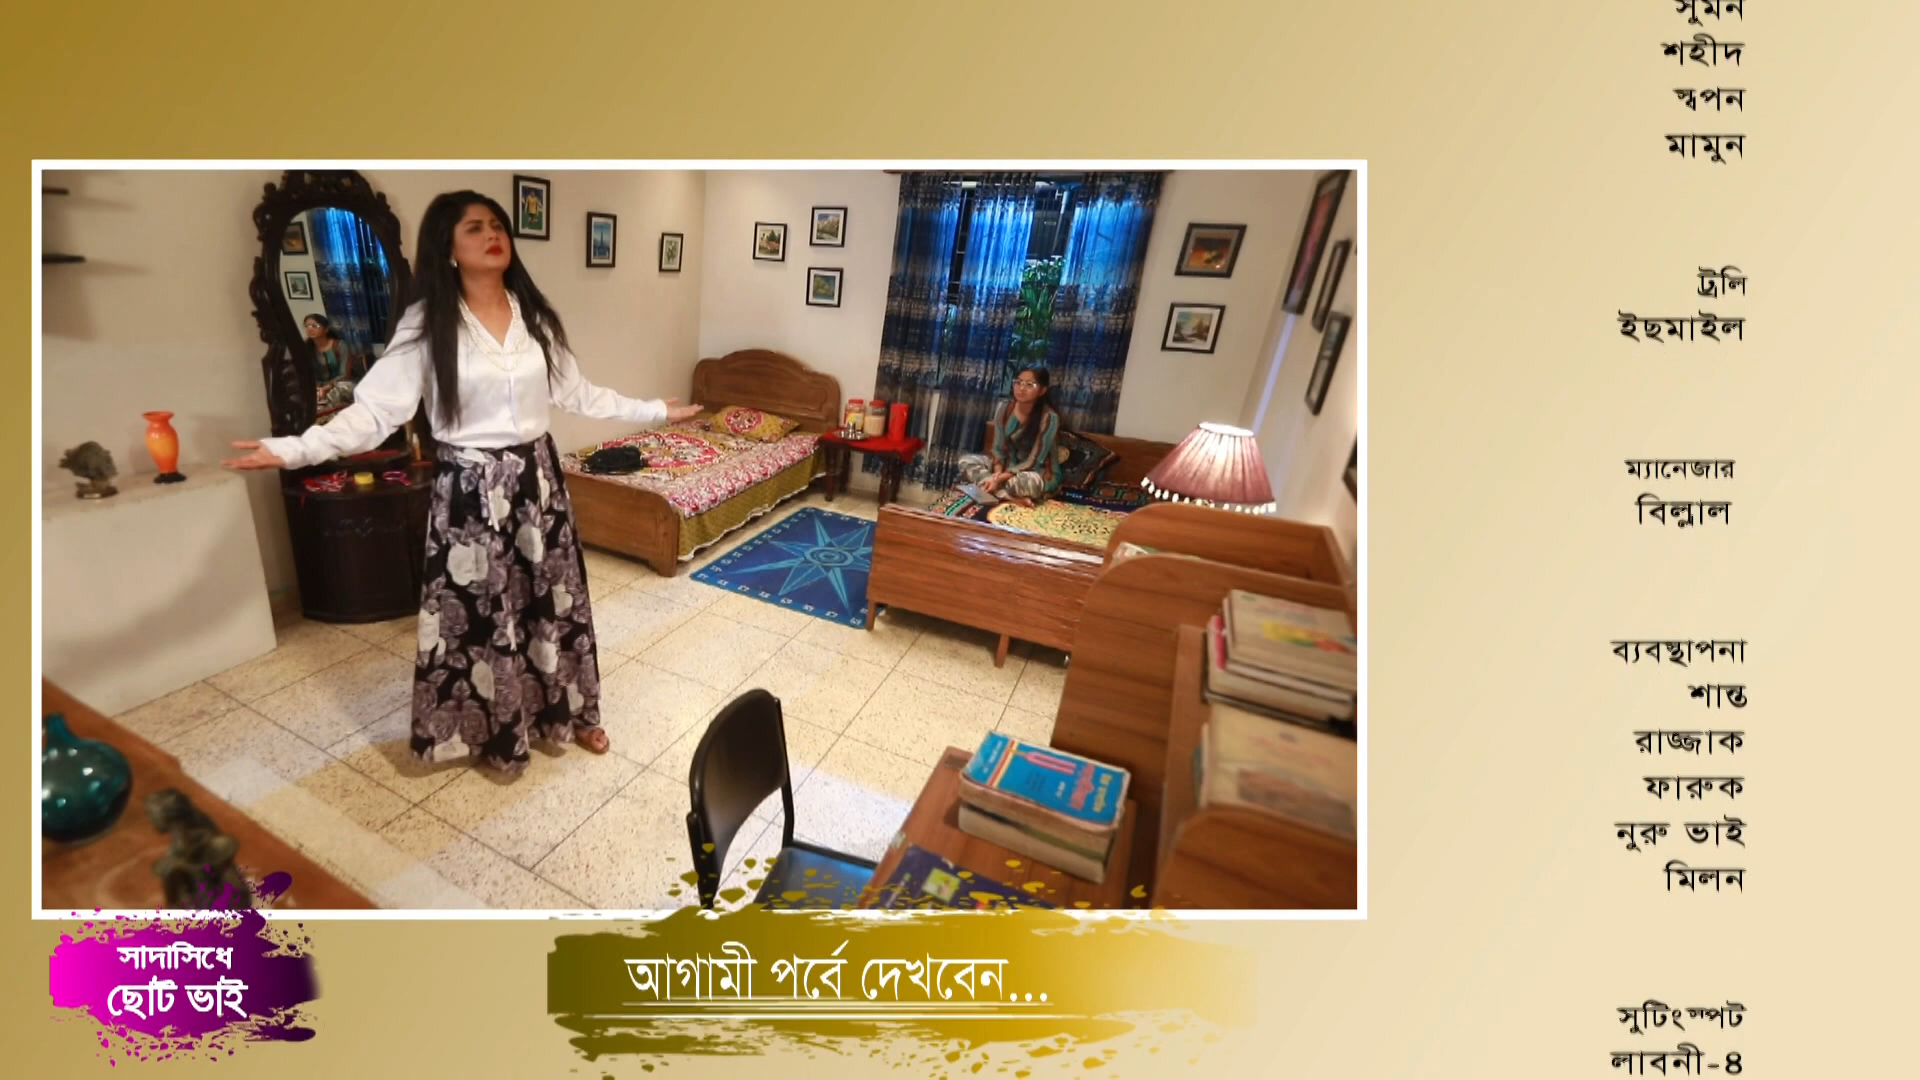 সুমন
শহীদ
স্বপন
মামুন
ট্রলি
ইছমাইল
ম্যানেজার
বিল্লাল
ব্যবস্থাপনা
শান্ত
রাজ্জাক
ফারুক
নুরু ভাই
মিলন
সুটিংস্পট
লাবনী-৪
সাদাসিধে
ছোট ভাই
আগামী পর্বে দেখবেন...